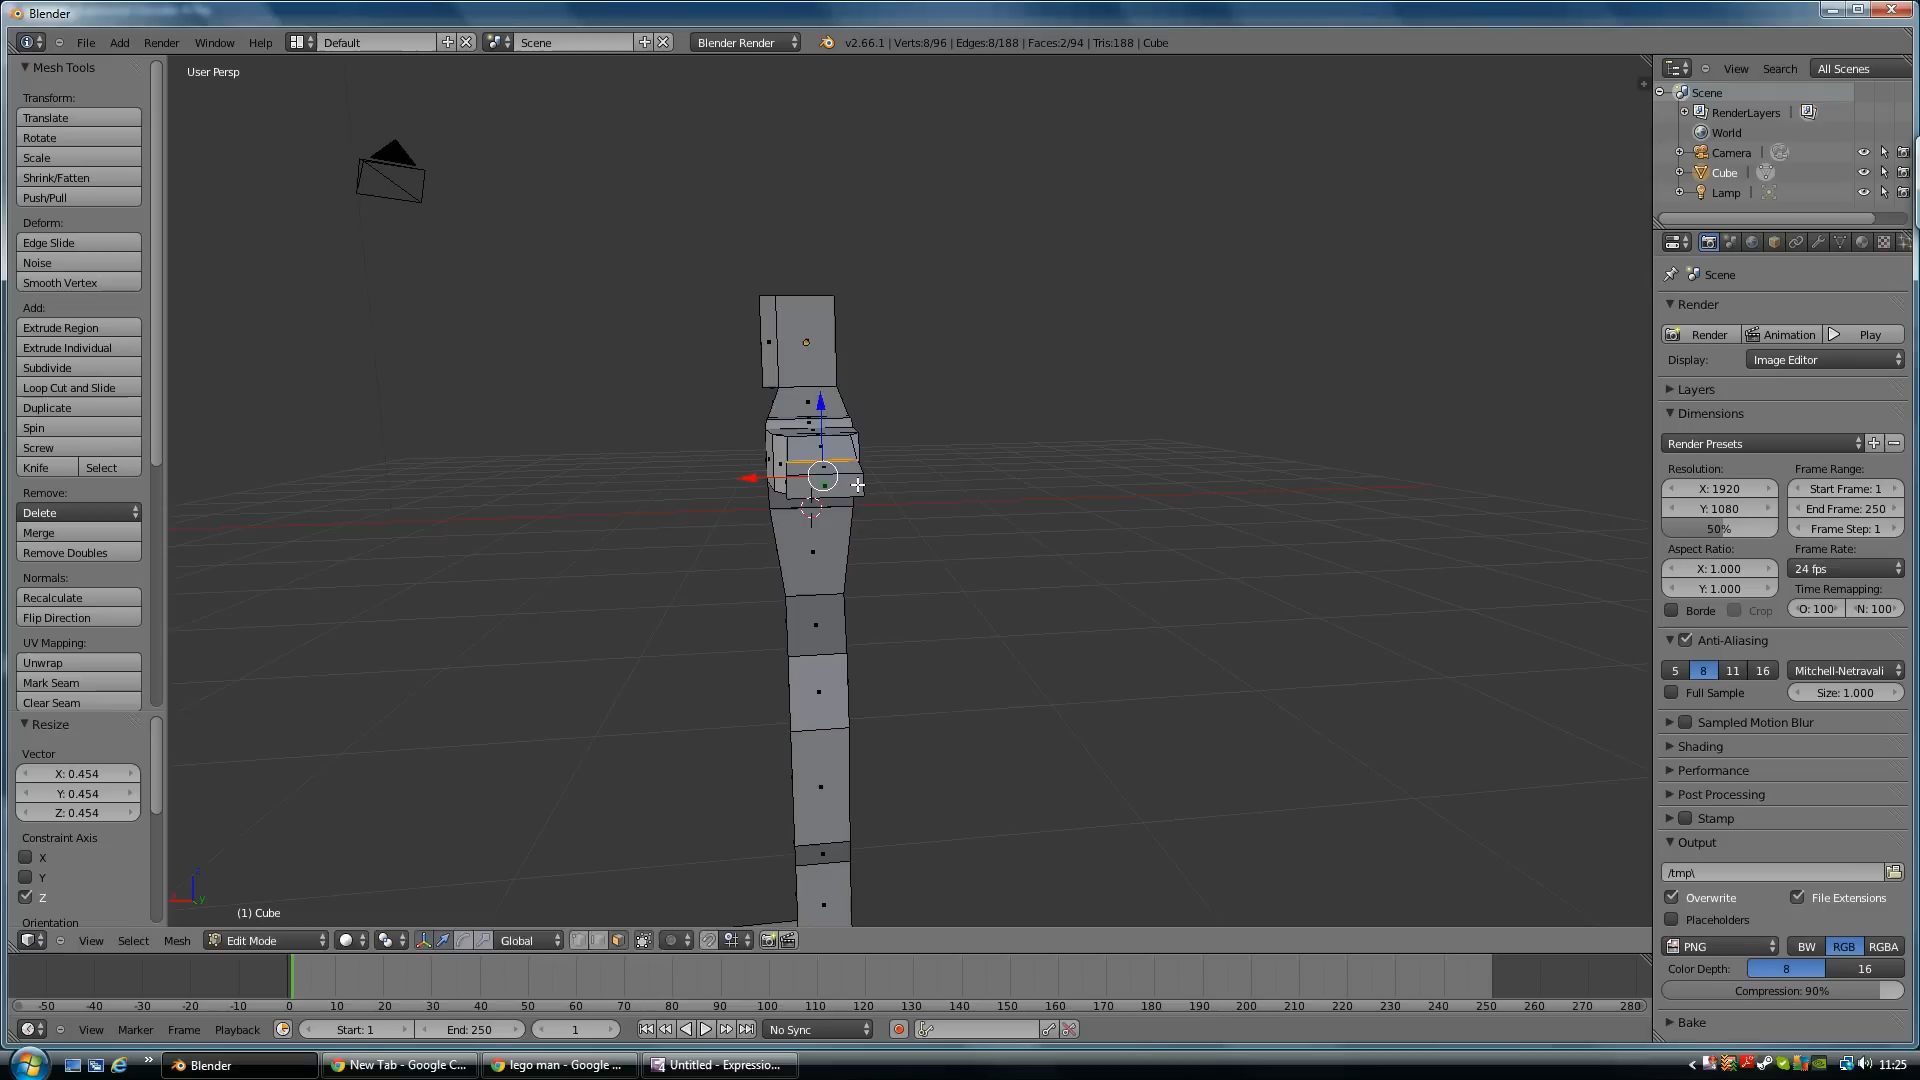 Blender
File Add Render Window Help Default Scene Blender Render v2.66.1 | Verts:8/96 | Edges:8/188 | Faces:2/94 | Tris:188 | Cube
Mesh Tools
Transform:
Translate
Rotate
Scale
Shrink/Fatten
Push/Pull
Deform:
Edge Slide
Noise
Smooth Vertex
Add:
Extrude Region
Extrude Individual
Subdivide
Loop Cut and Slide
Duplicate
Spin
Screw
Knife Select
Remove:
Delete
Merge
Remove Doubles
Normals:
Recalculate
Flip Direction
UV Mapping:
Unwrap
Mark Seam
Clear Seam
Resize
Vector
X: 0.454
Y: 0.454
Z: 0.454
Constraint Axis
X
Y
Z
Orientation
User Persp
(1) Cube
View Select Mesh Edit Mode Global
View Search All Scenes
Scene
RenderLayers
World
Camera
Cube
Lamp
Scene
Render
Render Animation Play
Display: Image Editor
Layers
Dimensions
Render Presets
Resolution: Frame Range:
X: 1920 Start Frame: 1
Y: 1080 End Frame: 250
50% Frame Step: 1
Aspect Ratio: Frame Rate:
X: 1.000 24 fps
Y: 1.000 Time Remapping:
Borde Crop O: 100 N: 100
Anti-Aliasing
5 8 11 16 Mitchell-Netravali
Full Sample Size: 1.000
Sampled Motion Blur
Shading
Performance
Post Processing
Stamp
Output
/tmp\
Overwrite File Extensions
Placeholders
PNG BW RGB RGBA
Color Depth: 8 16
Compression: 90%
Bake
-50 -40 -30 -20 -10 0 10 20 30 40 50 60 70 80 90 100 110 120 130 140 150 160 170 180 190 200 210 220 230 240 250 260 270 280
View Marker Frame Playback Start: 1 End: 250 1 No Sync
Blender New Tab - Google C... lego man - Google ... Untitled - Expressio... 11:25